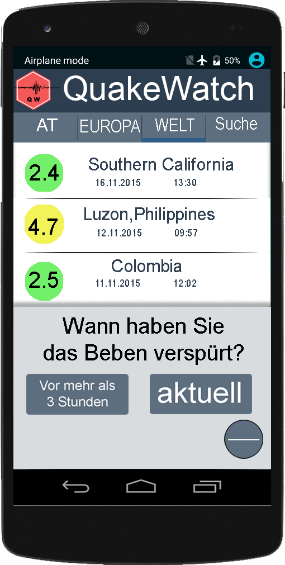 Airplane mode 50%
QW
QuakeWatch
AT EUROPA WELT Suche
2.4 Southern California
16.11.2015 13:30
4.7 Luzon,Philippines
12.11.2015 09:57
2.5 Colombia
11.11.2015 12:02
Wann haben Sie
das Beben verspürt?
Vor mehr als
3 Stunden
aktuell